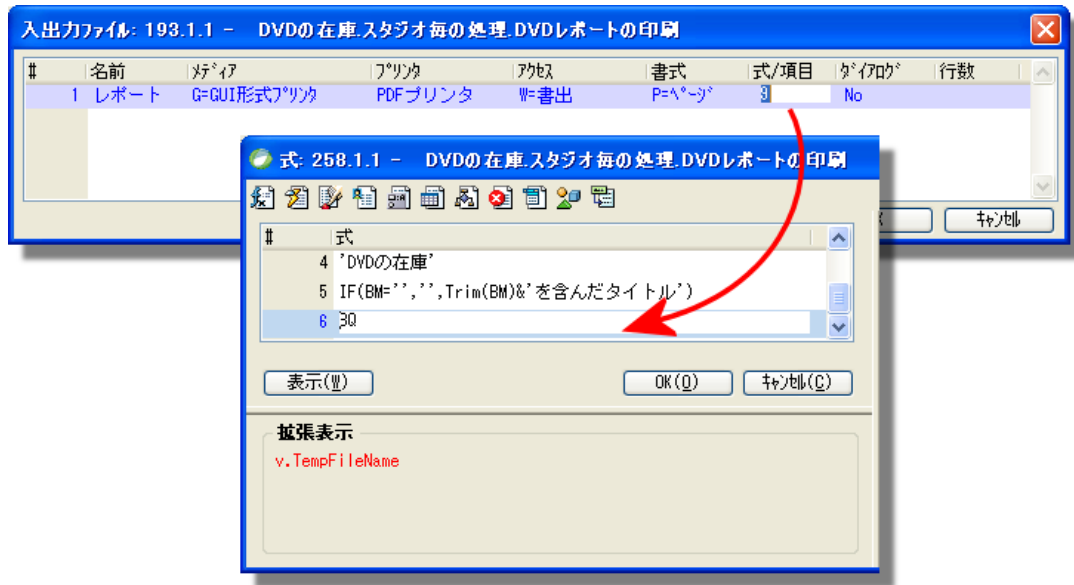 入出力ファイル: 193.1.1 - DVDの在庫.スタジオ毎の処理.DVDレポートの印刷
# 名前 メディア プリンタ アクセス 書式 式/項目 ダイアログ 行数
1 レポート G=GUI形式プリンタ PDFプリンタ W=書出 P=ページ 9 No
キャンセル
式: 258.1.1 - DVDの在庫.スタジオ毎の処理.DVDレポートの印刷
# 式
4 'DVDの在庫'
5 IF(BM='','',Trim(BM)&'を含んだタイトル')
6 BQ
表示(W) OK(O) キャンセル(C)
拡張表示
v.TempFileName